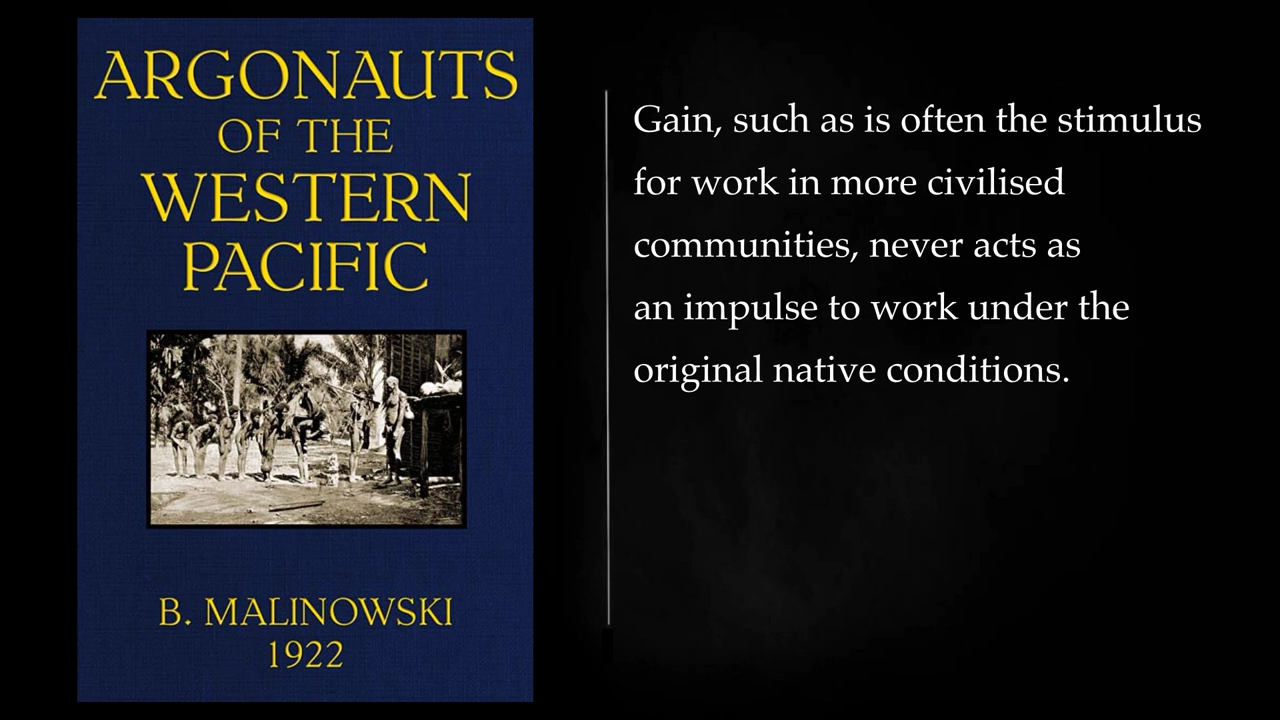 ARGONAUTS
OF THE
WESTERN
PACIFIC
B. MALINOWSKI
1922
Gain, such as is often the stimulus
for work in more civilised
communities, never acts as
an impulse to work under the
original native conditions.